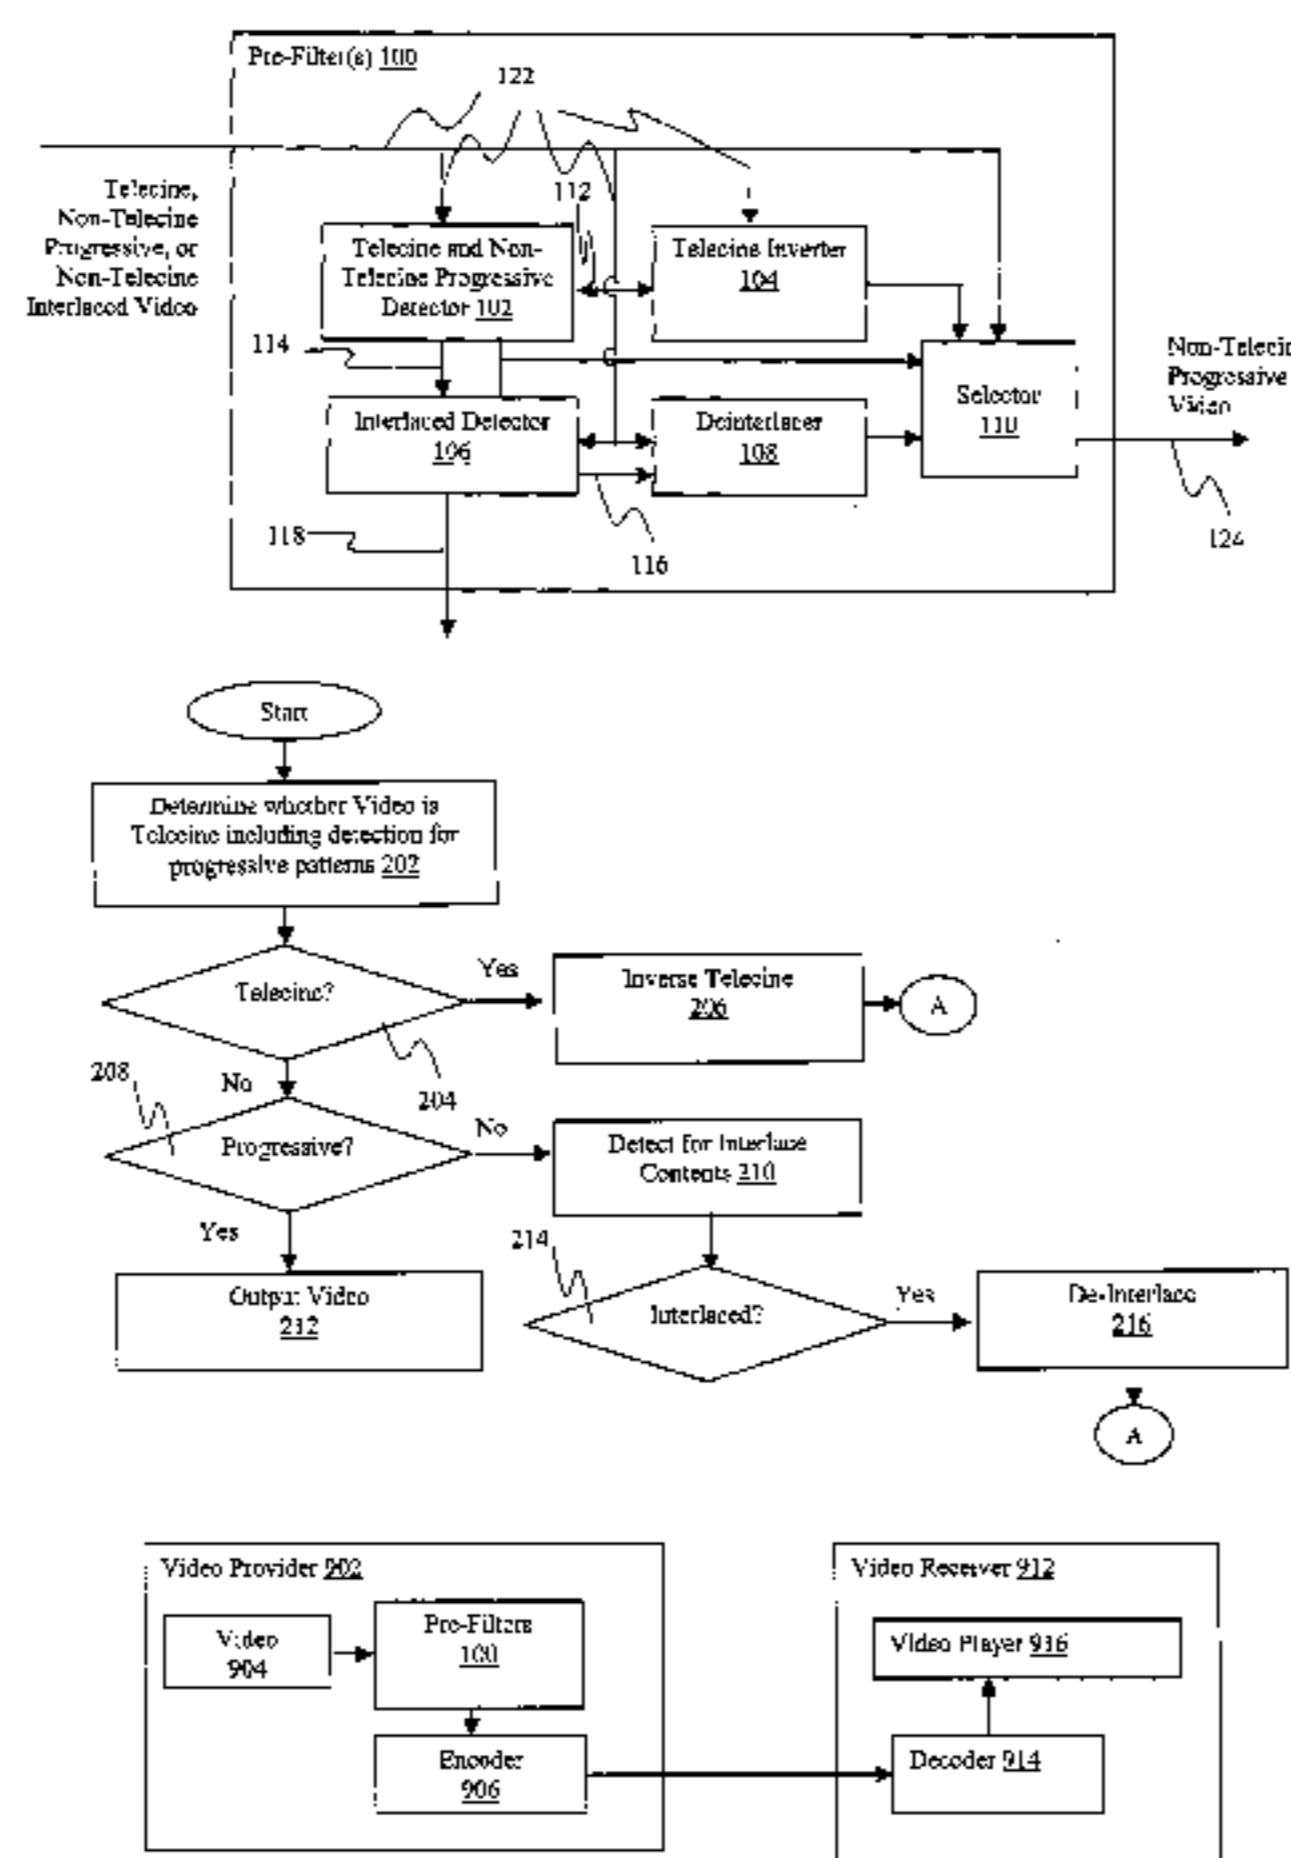 Pre-Filter(s) 100
122
Telecine,
Non-Telecine
Progressive, or
Non-Telecine
Interlaced Video
112
Telecine and Non-
Telecine Progressive
Detector 102
Telecine Inverter
104
114
Interlaced Detector
106
Deinterlacer
108
Selector
110
Non-Telecin
Progressive
Video
118
116
124
Start
Determine whether Video is
Telecine including detection for
progressive patterns 202
Telecine?
Yes
Inverse Telecine
206
A
204
208
No
Progressive?
No
Detect for Interlace
Contents 210
Yes
214
Output Video
212
Interlaced?
Yes
De-Interlace
216
A
Video Provider 902
Video
904
Pre-Filters
100
Encoder
906
Video Receiver 912
Video Player 916
Decoder 914